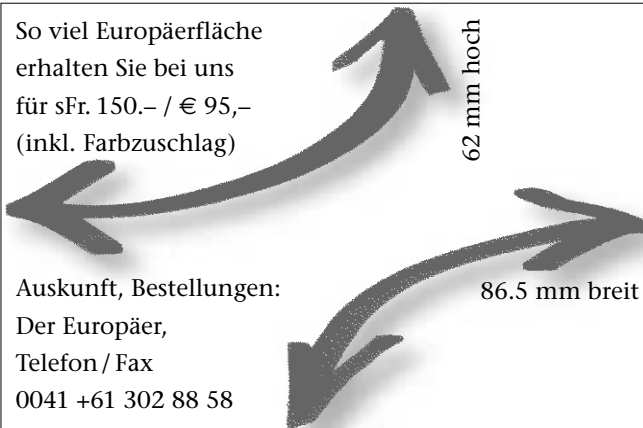 So viel Europäerfläche
erhalten Sie bei uns
für sFr. 150.– / € 95,–
(inkl. Farbzuschlag)
62 mm hoch
86.5 mm breit
Auskunft, Bestellungen:
Der Europäer,
Telefon / Fax
0041 +61 302 88 58